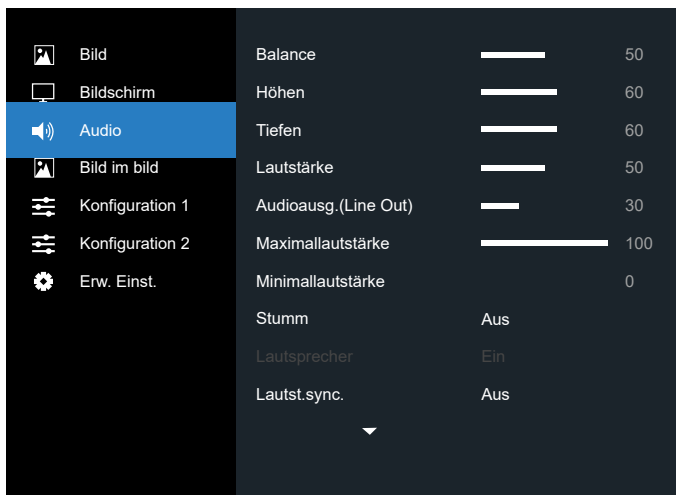 Bild
Bildschirm
Audio
Bild im bild
Konfiguration 1
Konfiguration 2
Erw. Einst.
Balance 50
Höhen 60
Tiefen 60
Lautstärke 50
Audioausg.(Line Out) 30
Maximallautstärke 100
Minimallautstärke 0
Stumm Aus
Lautsprecher Ein
Lautst.sync. Aus